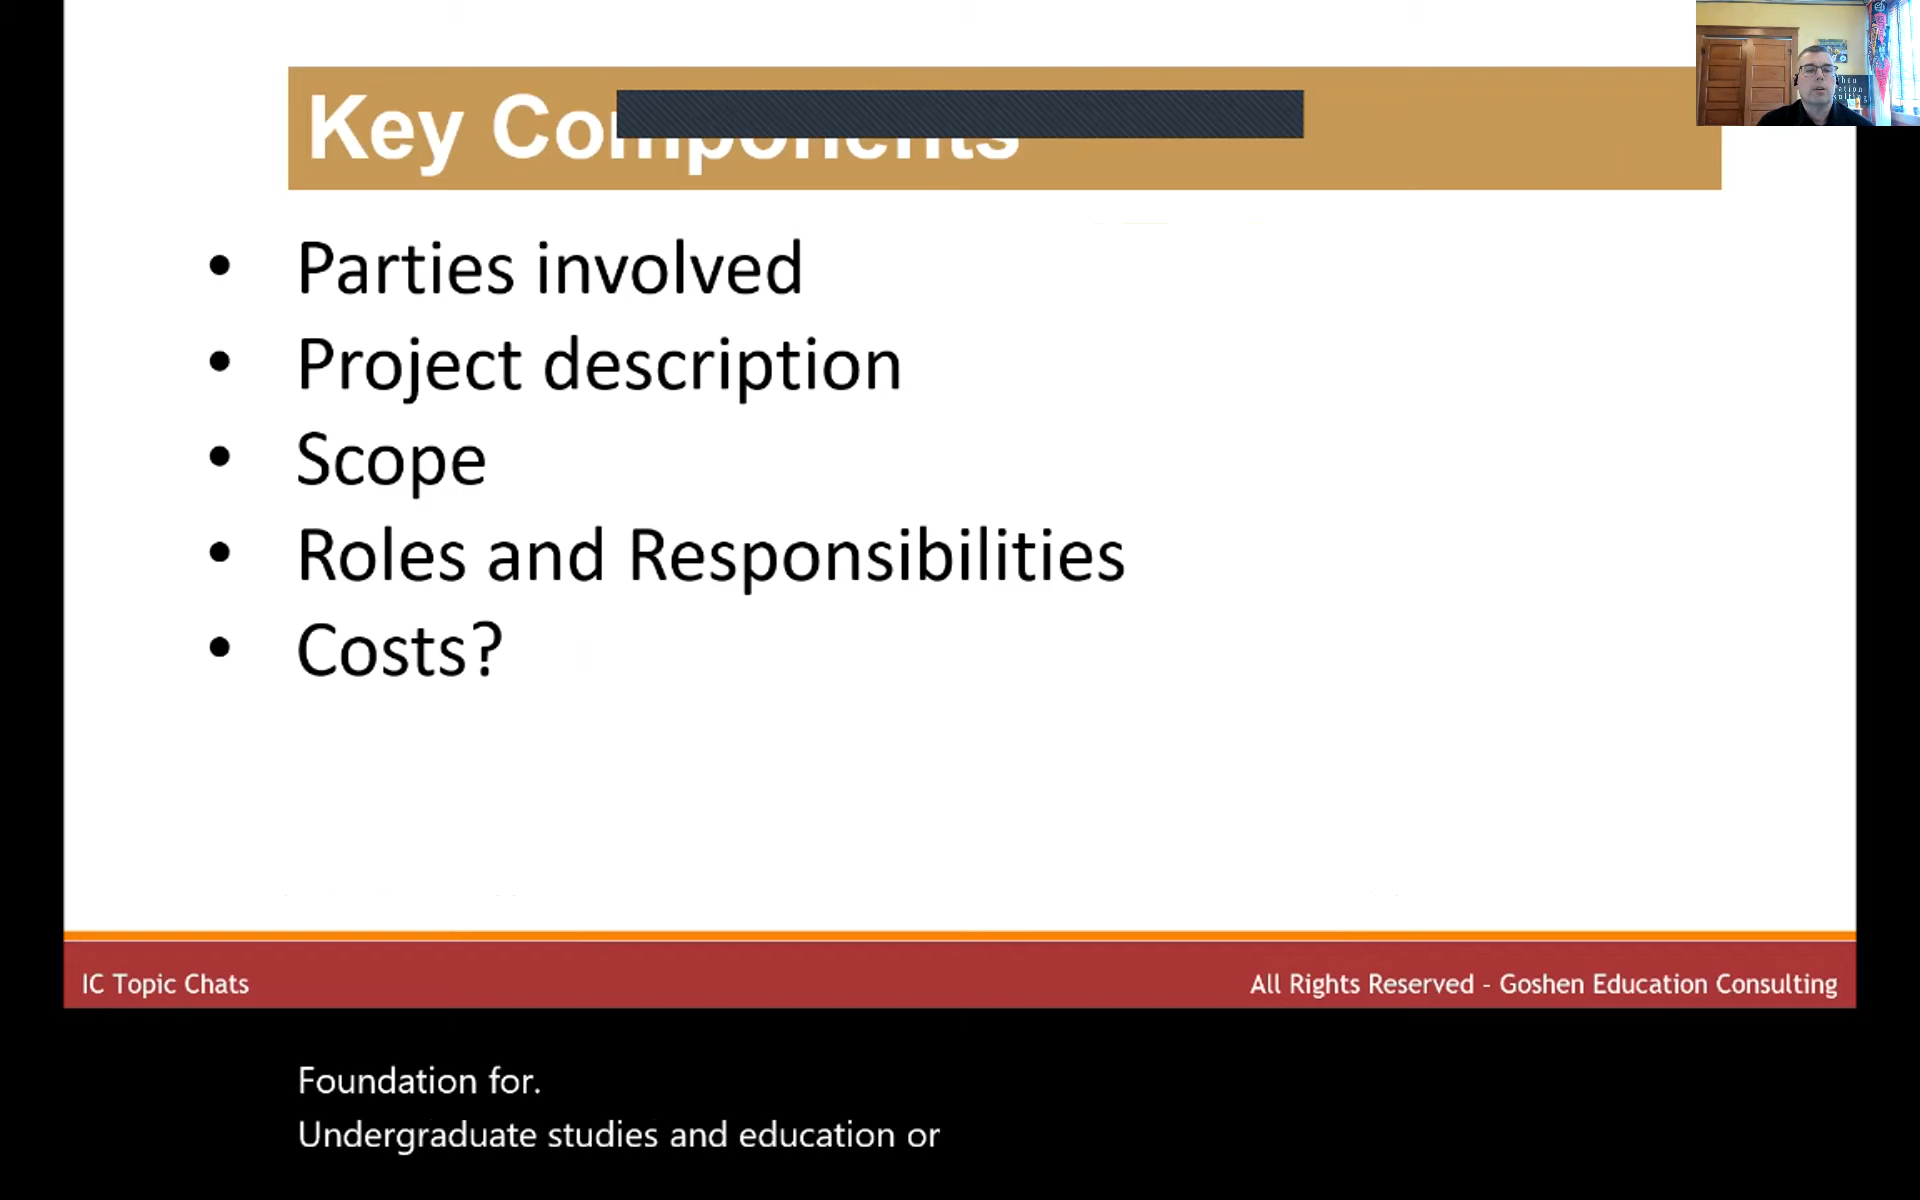 Key Components
• Parties involved
• Project description
• Scope
• Roles and Responsibilities
• Costs?
IC Topic Chats
All Rights Reserved - Goshen Education Consulting
Foundation for.
Undergraduate studies and education or